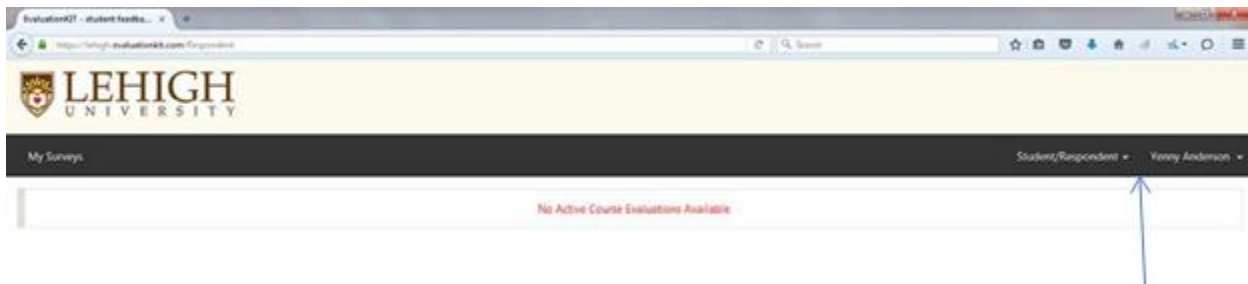 EvaluationKIT - student feedba...
https://lehigh.evaluationkit.com/Respondent
Search
LEHIGH
UNIVERSITY
My Surveys
Student/Respondent
Yenny Anderson
No Active Course Evaluations Available